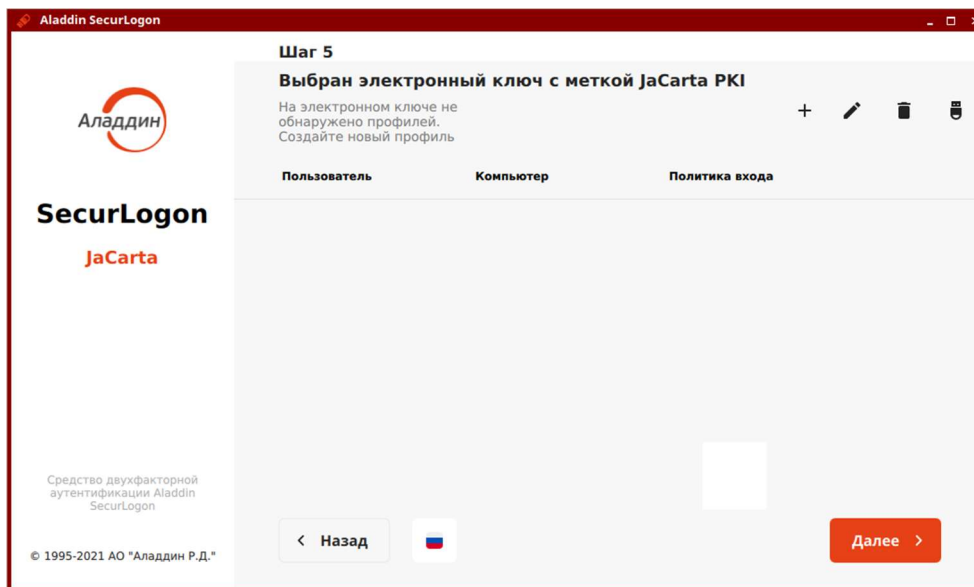 Aladdin SecurLogon
Аладдин
SecurLogon
JaCarta
Средство двухфакторной
аутентификации Aladdin
SecurLogon
© 1995-2021 АО "Аладдин Р.Д."
Шаг 5
Выбран электронный ключ с меткой JaCarta PKI
На электронном ключе не
обнаружено профилей.
Создайте новый профиль
Пользователь Компьютер Политика входа
Назад Далее